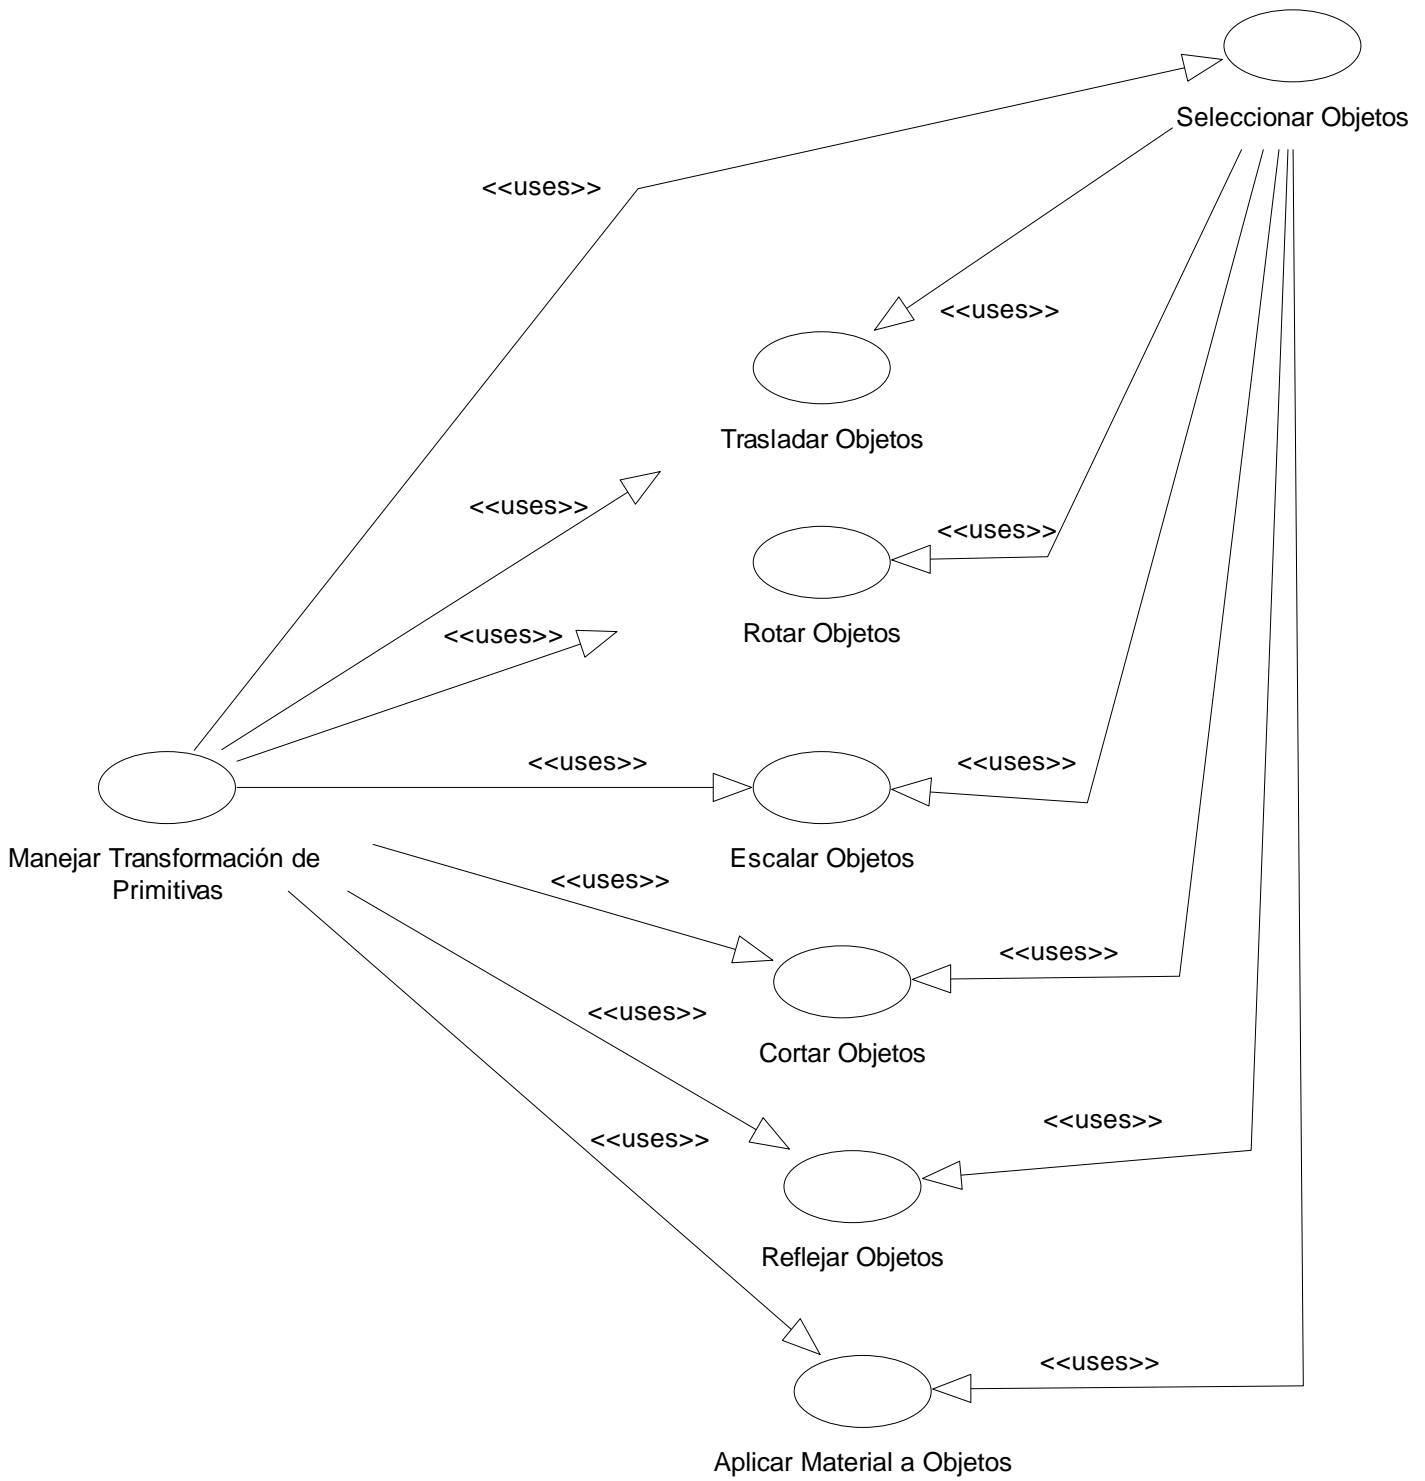 Seleccionar Objetos
<<uses>>
<<uses>>
Trasladar Objetos
<<uses>>
<<uses>>
Rotar Objetos
<<uses>>
<<uses>>
<<uses>>
Manejar Transformación de
Primitivas
Escalar Objetos
<<uses>>
<<uses>>
<<uses>>
Cortar Objetos
<<uses>>
<<uses>>
Reflejar Objetos
<<uses>>
Aplicar Material a Objetos